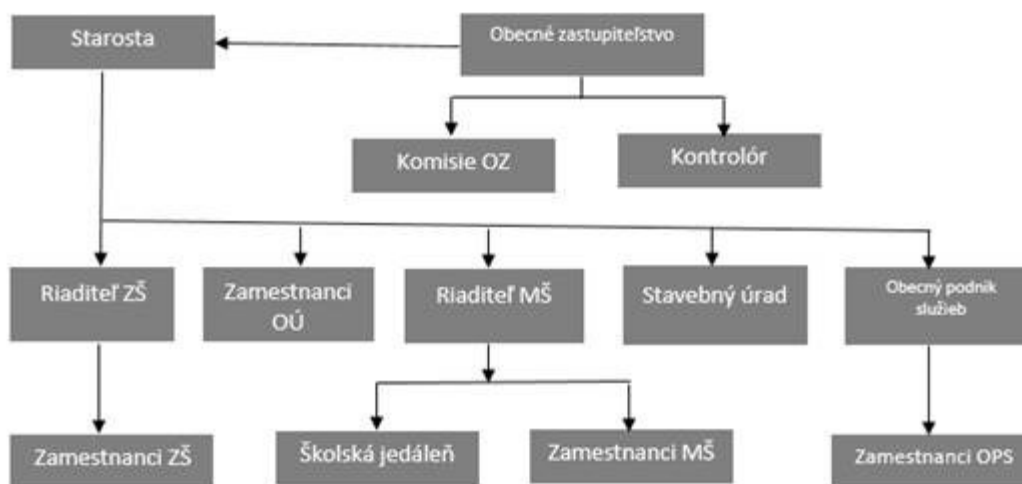 Starosta
Obecné zastupiteľstvo
Komisie OZ
Kontrolór
Riaditeľ ZŠ
Zamestnanci
OÚ
Riaditeľ MŠ
Stavebný úrad
Obecný podnik
služieb
Zamestnanci ZŠ
Školská jedáleň
Zamestnanci MŠ
Zamestnanci OPS